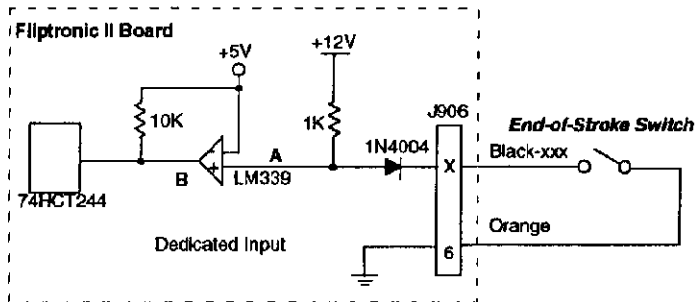 Fliptronic II Board
+5V
+12V
10K
1K
J906
End-of-Stroke Switch
1N4004
Black-xxx
A
X
-
+
B
LM339
74HCT244
Orange
Dedicated Input
6